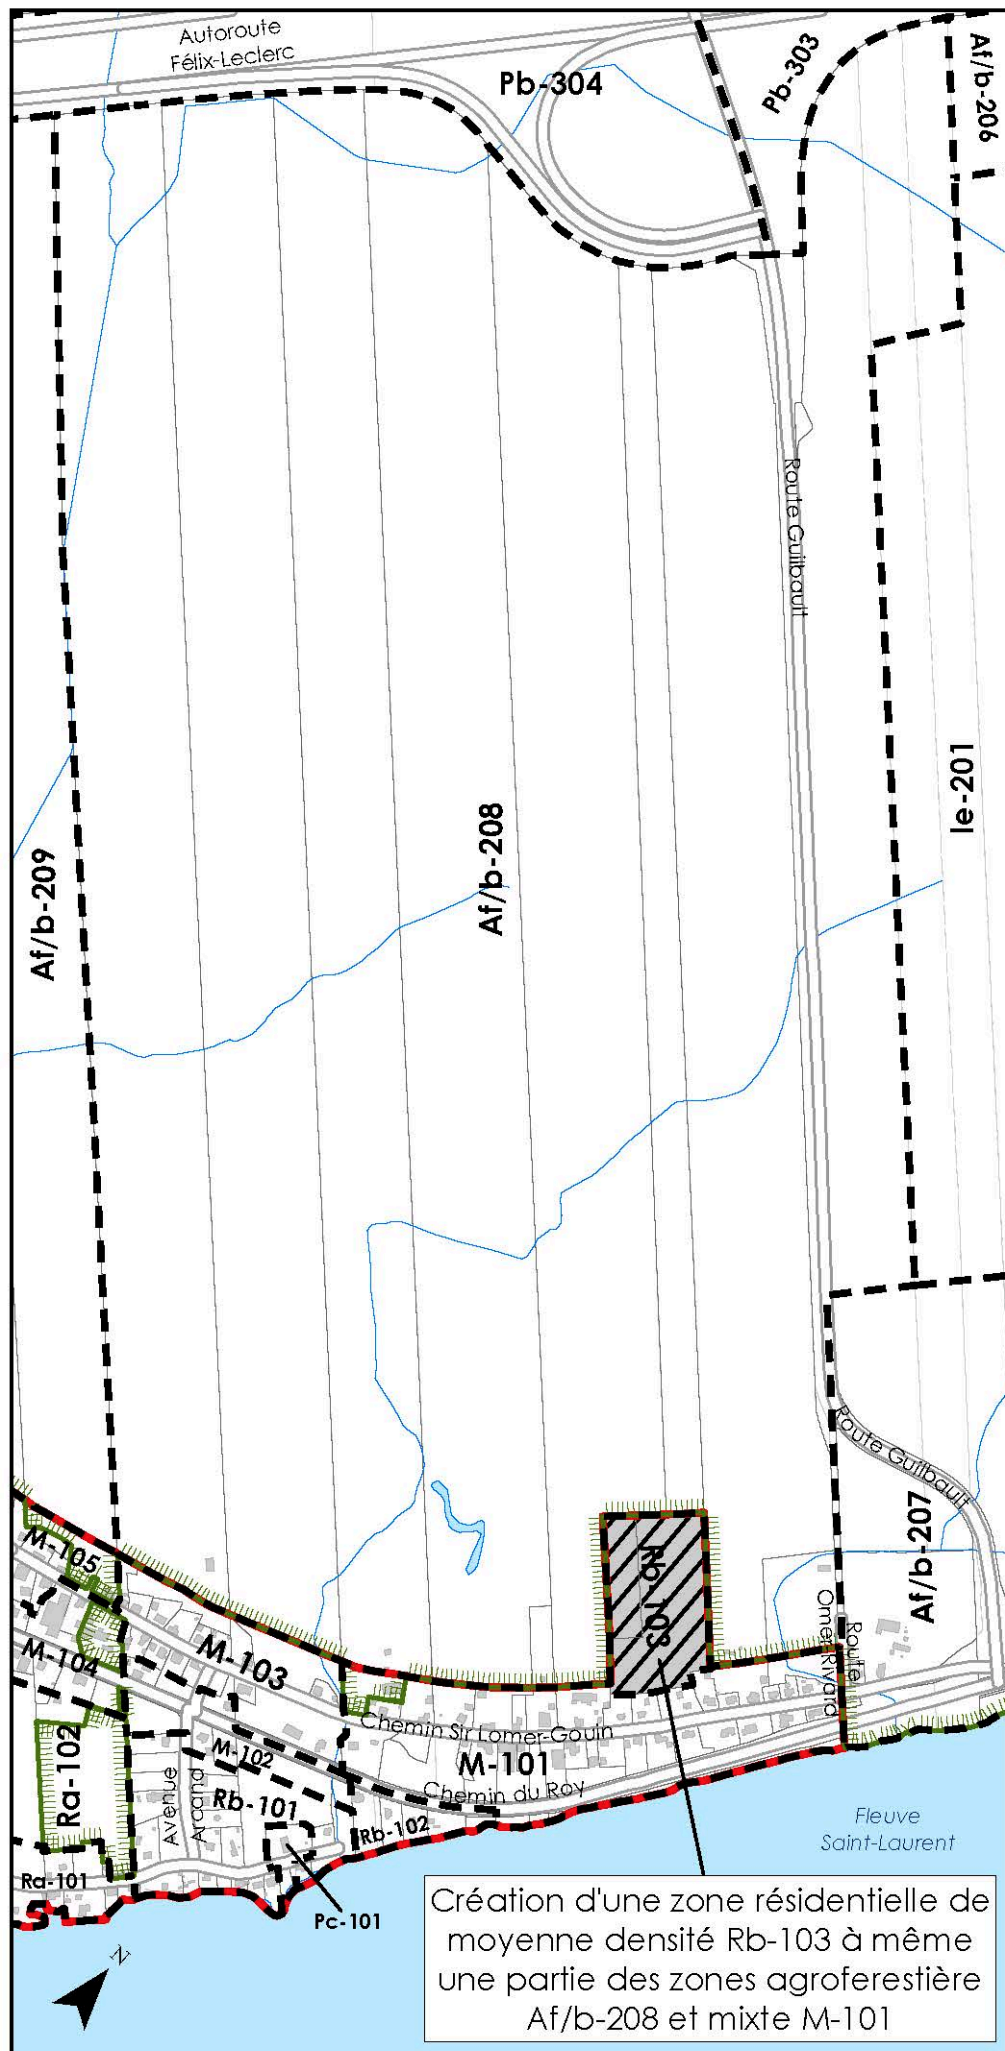 Autoroute
Félix-Leclerc
Pb-304
Pb-303
Af/b-206
Route Guilbault
Ie-201
Af/b-208
Af/b-209
Route Guilbault
Af/b-207
Rb-103
Route
Omer-Rivard
M-105
M-104
M-103
Chemin Sir Lomer-Gouin
M-101
Chemin du Roy
M-102
Ra-102
Avenue
Arcand
Rb-101
Rb-102
Ra-101
Pc-101
Fleuve
Saint-Laurent
N
Création d'une zone résidentielle de
moyenne densité Rb-103 à même
une partie des zones agroferestière
Af/b-208 et mixte M-101